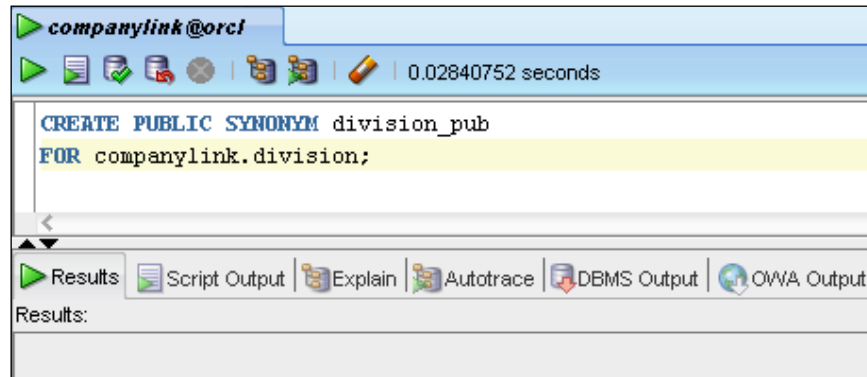 companylink@orcl
0.02840752 seconds
CREATE PUBLIC SYNONYM division_pub
FOR companylink.division;
Results Script Output Explain Autotrace DBMS Output OWA Output
Results: